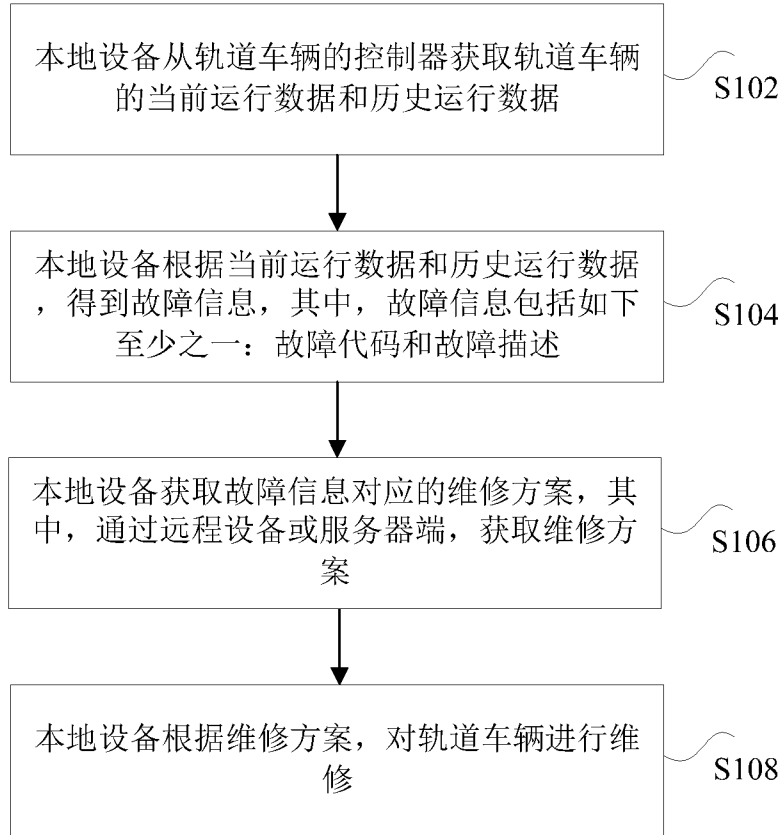 本地设备从轨道车辆的控制器获取轨道车辆
的当前运行数据和历史运行数据
S102
本地设备根据当前运行数据和历史运行数据
，得到故障信息，其中，故障信息包括如下
至少之一：故障代码和故障描述
S104
本地设备获取故障信息对应的维修方案，其
中，通过远程设备或服务器端，获取维修方
案
S106
本地设备根据维修方案，对轨道车辆进行维
修
S108